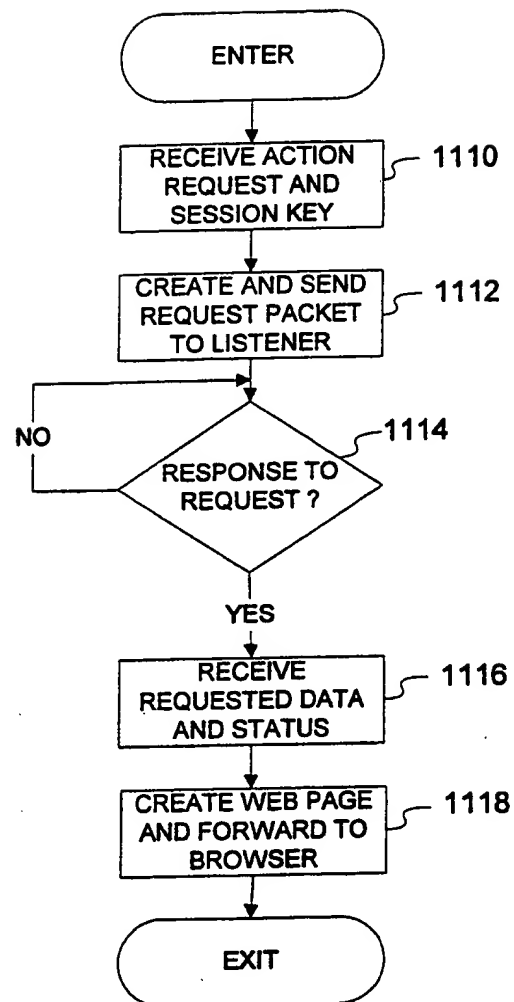 ENTER
RECEIVE ACTION
REQUEST AND
SESSION KEY
1110
CREATE AND SEND
REQUEST PACKET
TO LISTENER
1112
NO
RESPONSE TO
REQUEST ?
1114
YES
RECEIVE
REQUESTED DATA
AND STATUS
1116
CREATE WEB PAGE
AND FORWARD TO
BROWSER
1118
EXIT